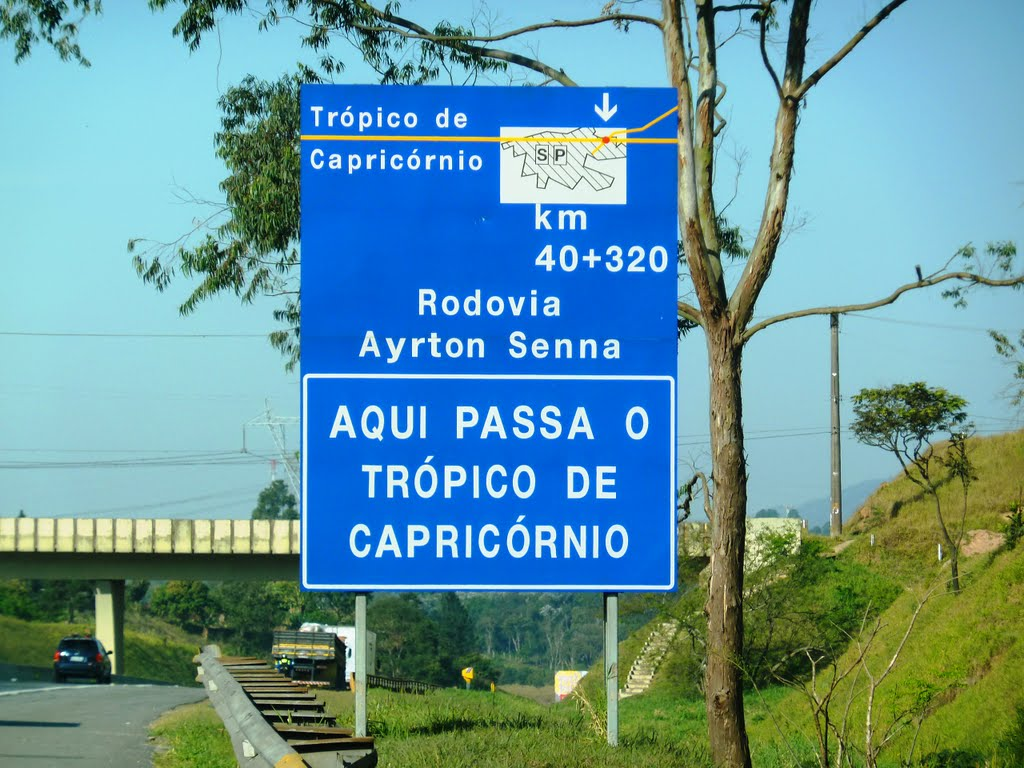 Trópico de
Capricórnio
SP
km
40+320
Rodovia
Ayrton Senna
AQUI PASSA O
TRÓPICO DE
CAPRICÓRNIO